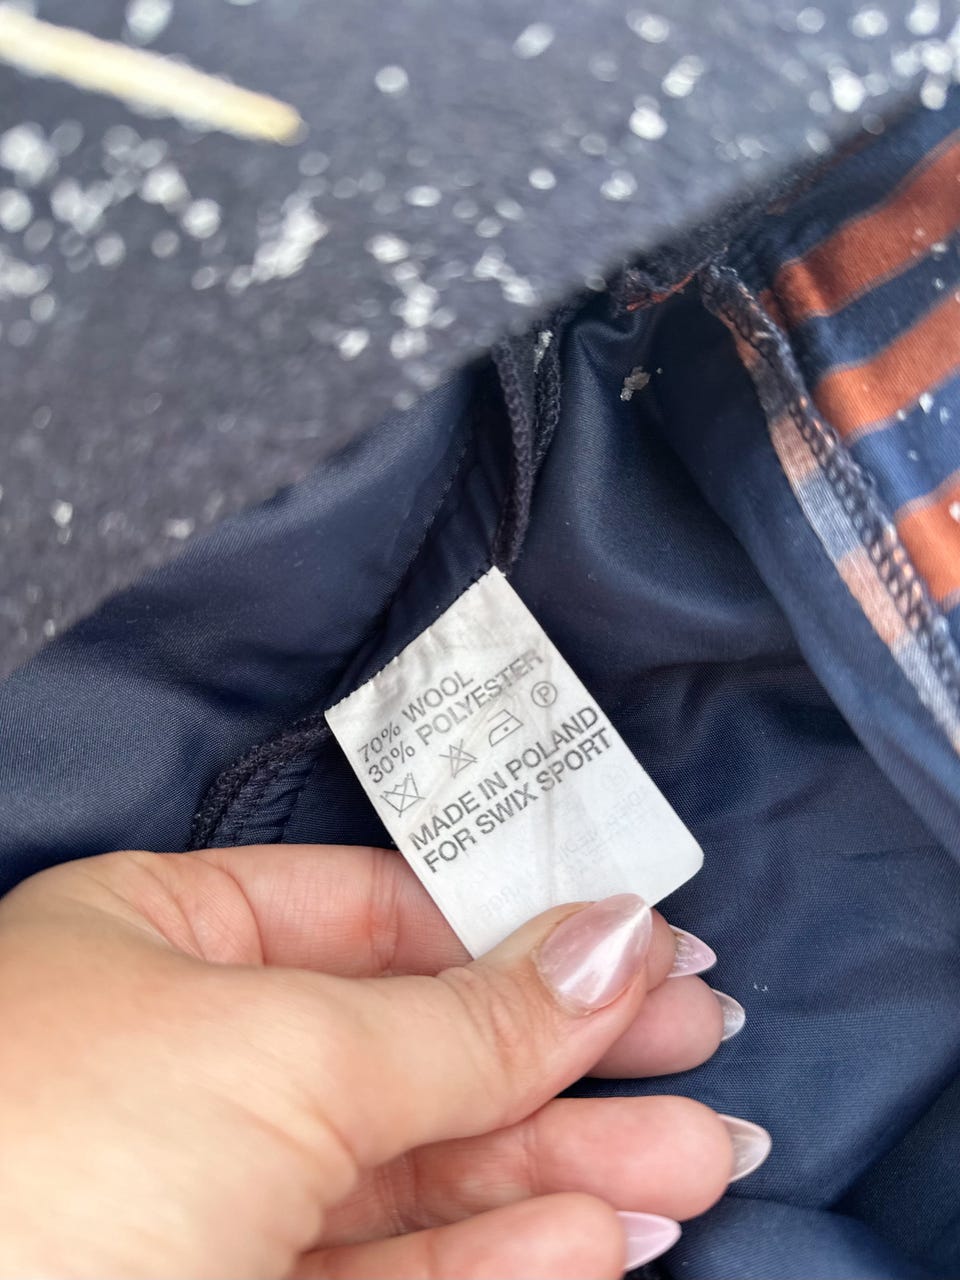 70% WOOL
30% POLYESTER
P
MADE IN POLAND
FOR SWIX SPORT